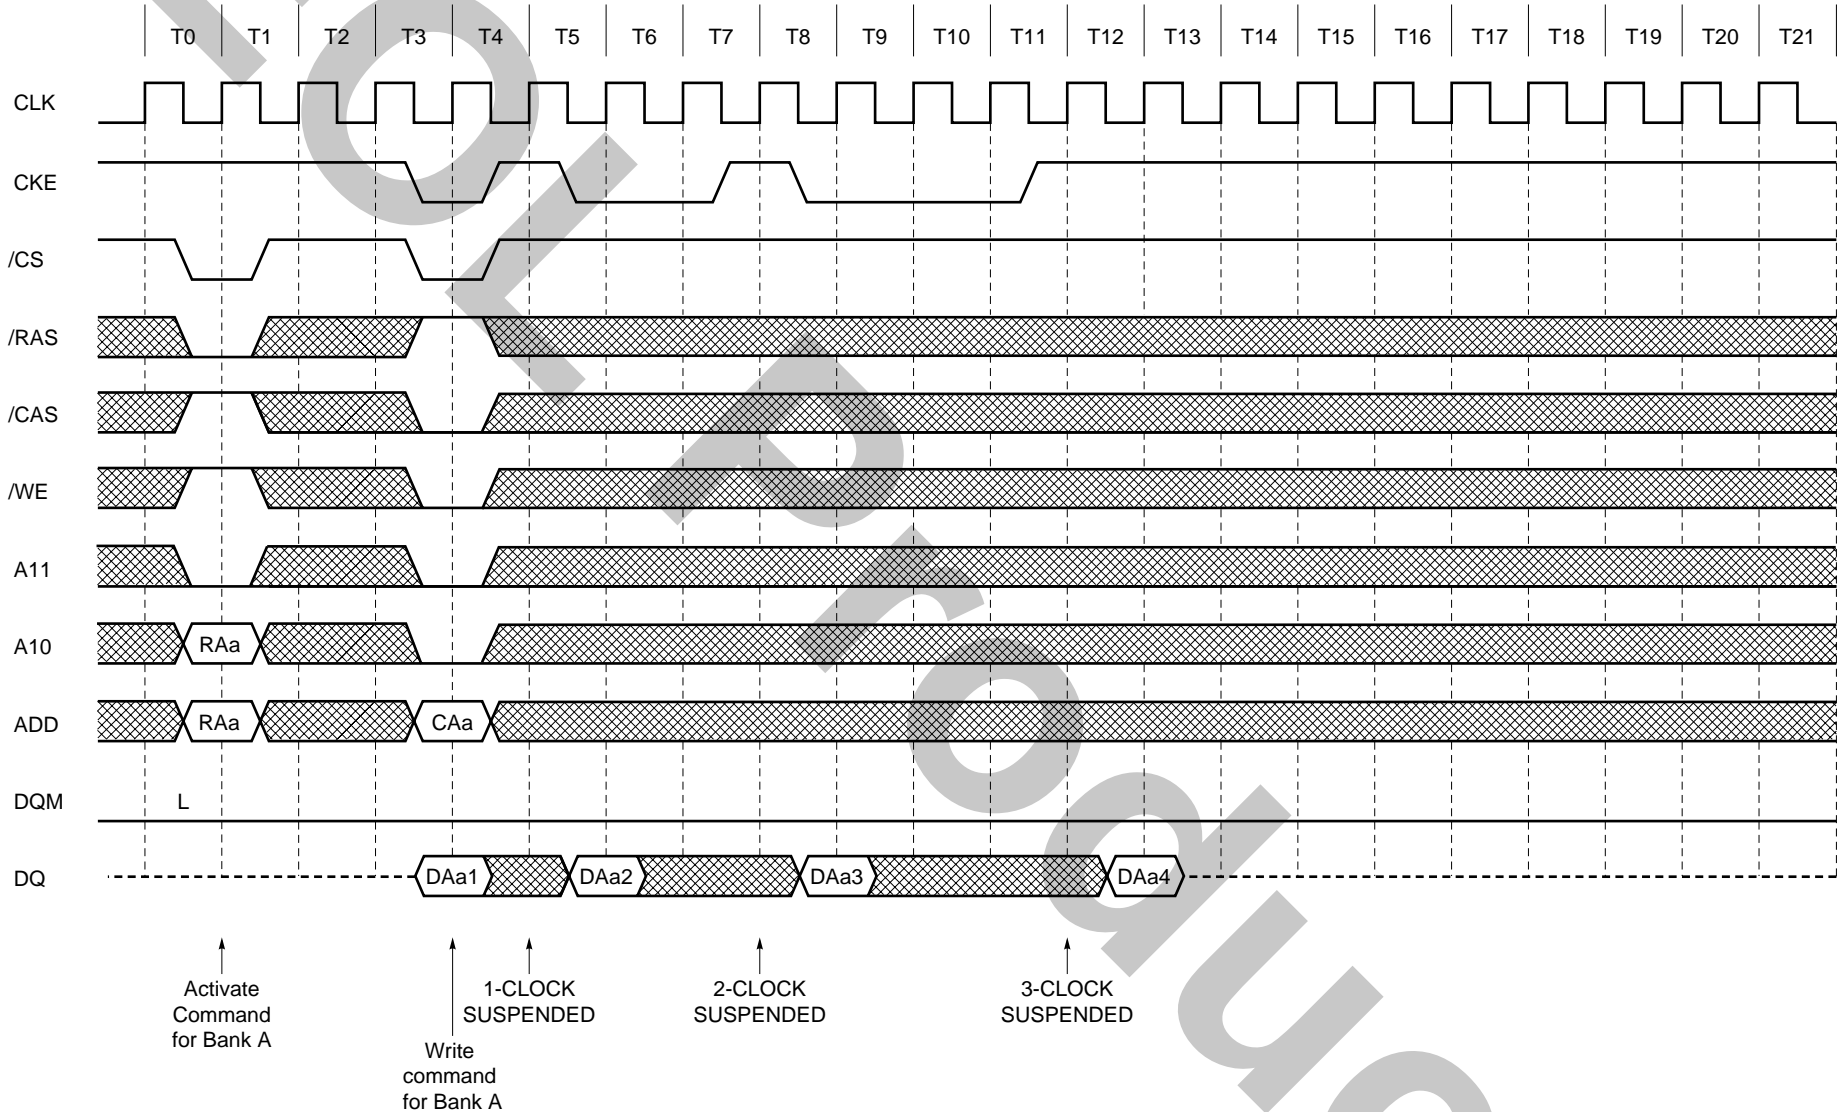 T0 T1 T2 T3 T4 T5 T6 T7 T8 T9 T10 T11 T12 T13 T14 T15 T16 T17 T18 T19 T20 T21
CLK
CKE
/CS
/RAS
/CAS
/WE
A11
A10 RAa
ADD RAa CAa
DQM L
DQ DAa1 DAa2 DAa3 DAa4
Activate
Command
for Bank A
Write
command
for Bank A
1-CLOCK
SUSPENDED
2-CLOCK
SUSPENDED
3-CLOCK
SUSPENDED